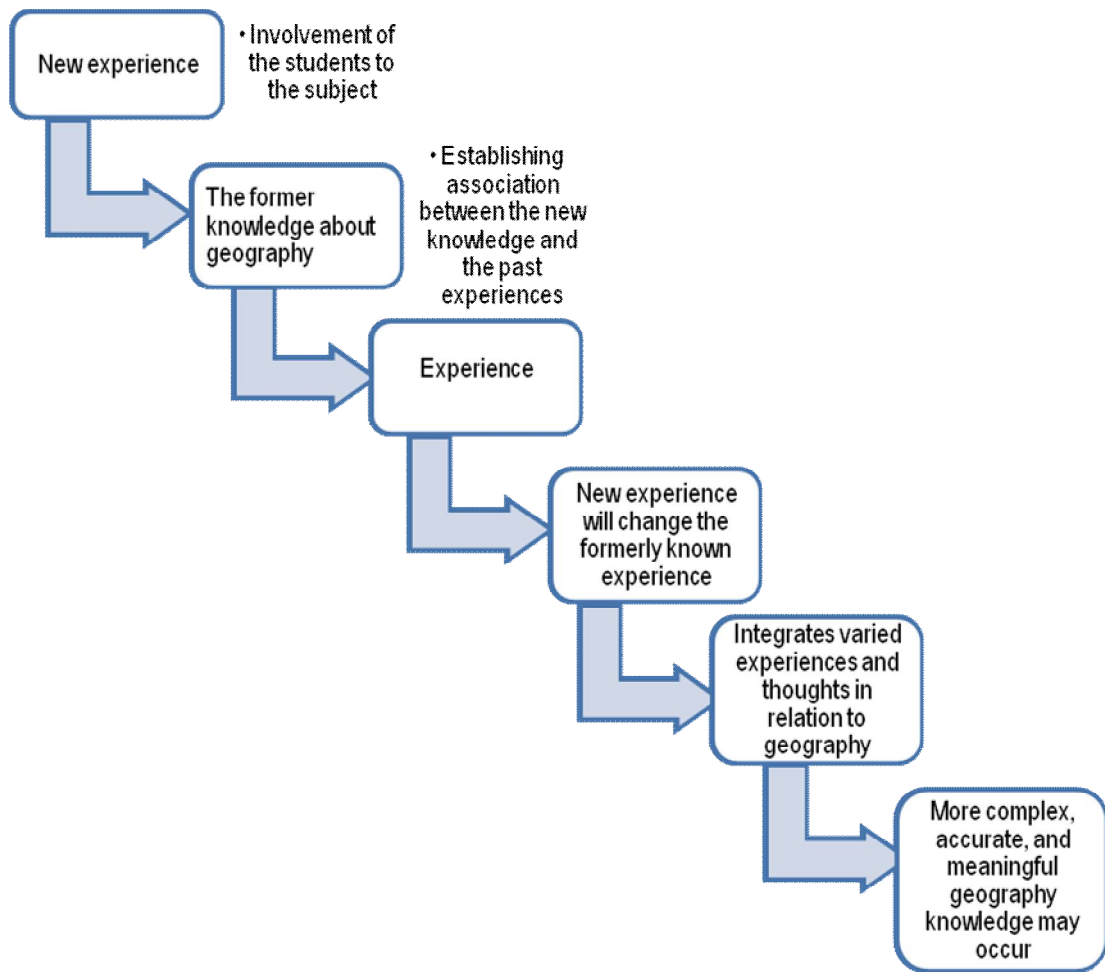 New experience
• Involvement of
the students to
the subject
The former
knowledge about
geography
• Establishing
association
between the new
knowledge and
the past
experiences
Experience
New experience
will change the
formerly known
experience
Integrates varied
experiences and
thoughts in
relation to
geography
More complex,
accurate, and
meaningful
geography
knowledge may
occur